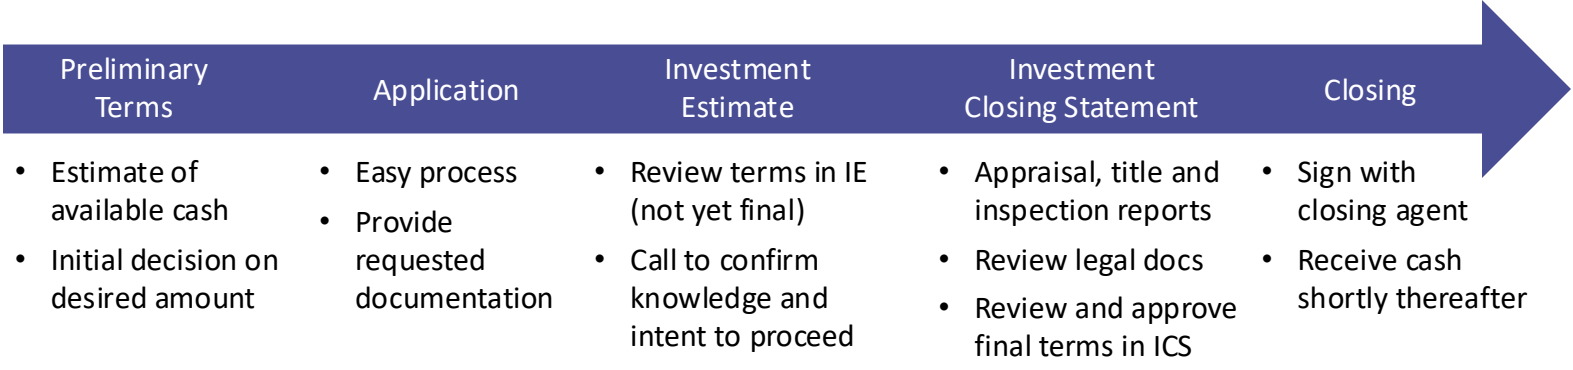 Preliminary
Terms
Application
Investment
Estimate
Investment
Closing Statement
Closing
• Estimate of
available cash
• Initial decision on
desired amount
• Easy process
• Provide
requested
documentation
• Review terms in IE
(not yet final)
• Call to confirm
knowledge and
intent to proceed
• Appraisal, title and
inspection reports
• Review legal docs
• Review and approve
final terms in ICS
• Sign with
closing agent
• Receive cash
shortly thereafter